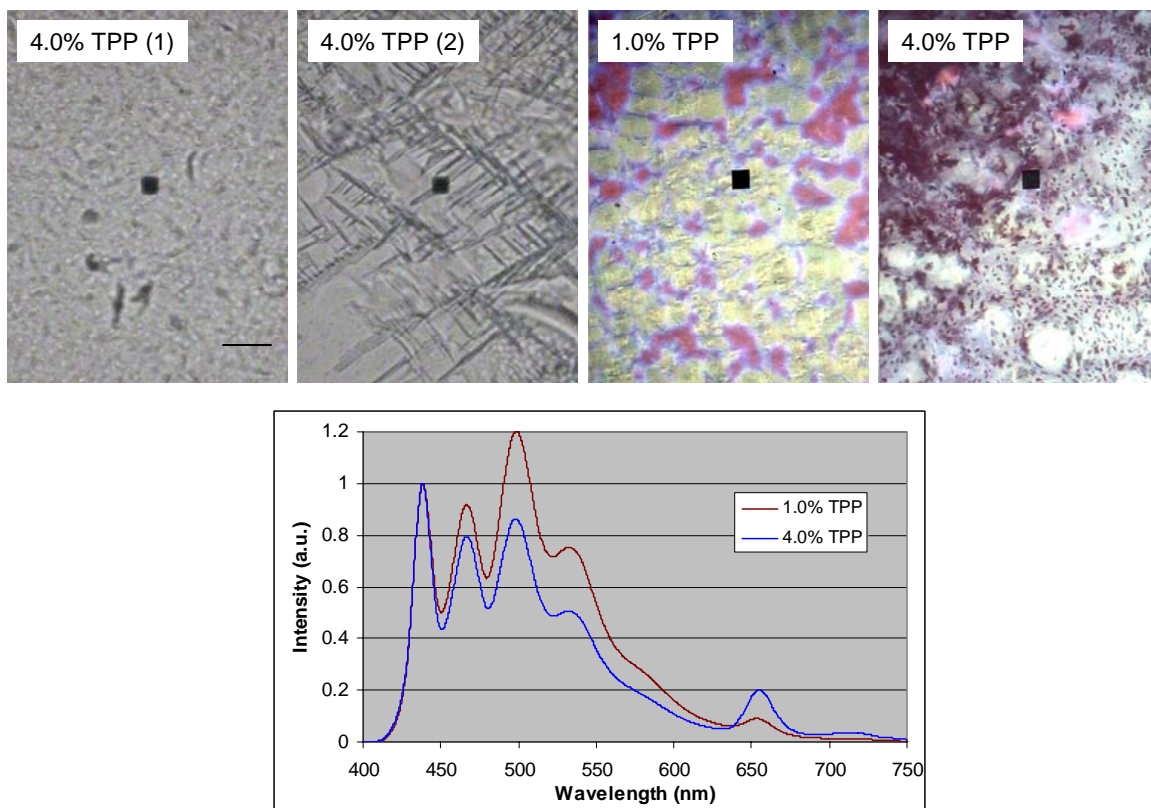 4.0% TPP (1)
4.0% TPP (2)
1.0% TPP
4.0% TPP
1.2
1
0.8
0.6
0.4
0.2
0
Intensity (a.u.)
1.0% TPP
4.0% TPP
400 450 500 550 600 650 700 750
Wavelength (nm)